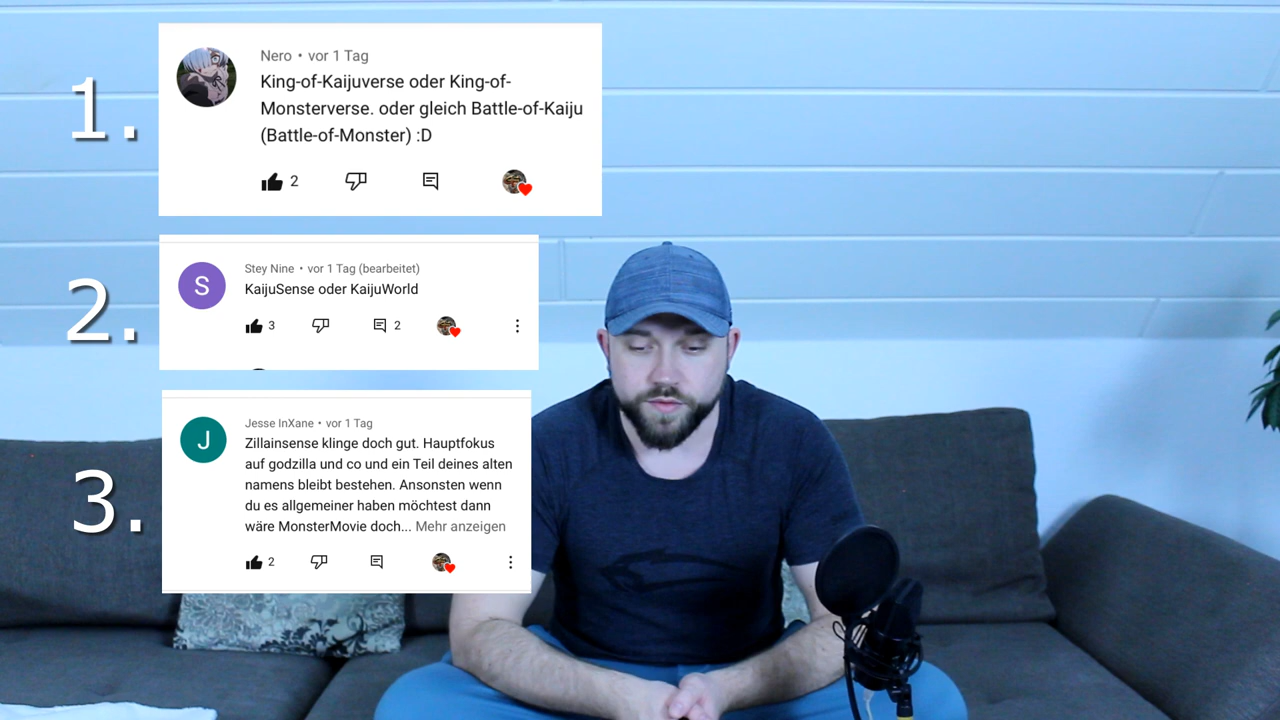 1.
Nero • vor 1 Tag
King-of-Kaijuverse oder King-of-
Monsterverse. oder gleich Battle-of-Kaiju
(Battle-of-Monster) :D
2
2.
S
Stey Nine • vor 1 Tag (bearbeitet)
KaijuSense oder KaijuWorld
3 2
3.
J
Jesse InXane • vor 1 Tag
Zillainsense klinge doch gut. Hauptfokus
auf godzilla und co und ein Teil deines alten
namens bleibt bestehen. Ansonsten wenn
du es allgemeiner haben möchtest dann
wäre MonsterMovie doch... Mehr anzeigen
2